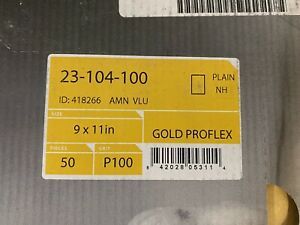 23-104-100
PLAIN
NH
ID: 418266 AMN VLU
SIZE
9 x 11in
GOLD PROFLEX
PIECES
GRIT
50
P100
8 42028 05311 4